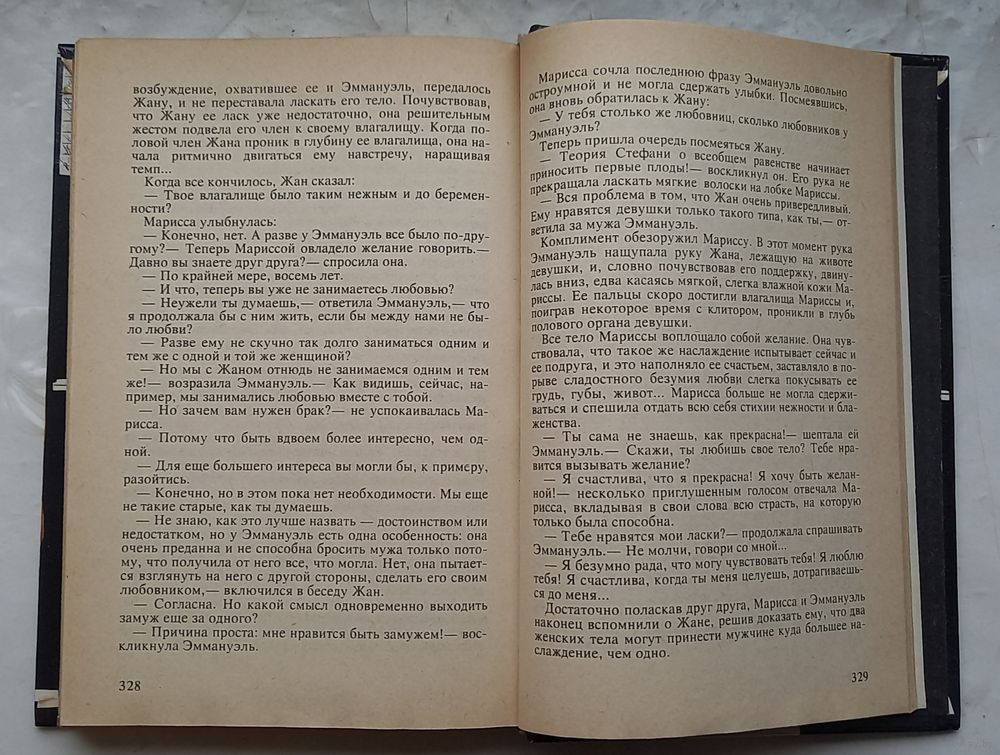 возбуждение, охватившее ее и Эммануэль, передалось
Жану, и не переставала ласкать его тело. Почувствовав,
что Жану ее ласк уже недостаточно, она решительным
жестом подвела его член к своему влагалищу. Когда по-
ловой член Жана проник в глубину ее влагалища, она на-
чала ритмично двигаться ему навстречу, наращивая
темп...
Когда все кончилось, Жан сказал:
— Твое влагалище было таким нежным и до беремен-
ности?
Марисса улыбнулась:
— Конечно, нет. А разве у Эммануэль все было по-дру-
гому?— Теперь Мариссой овладело желание говорить.—
Давно вы знаете друг друга?— спросила она.
— По крайней мере, восемь лет.
— И что, теперь вы уже не занимаетесь любовью?
— Неужели ты думаешь,— ответила Эммануэль,— что
я продолжала бы с ним жить, если бы между нами не бы-
ло любви?
— Разве ему не скучно так долго заниматься одним и
тем же с одной и той же женщиной?
— Но мы с Жаном отнюдь не занимаемся одним и тем
же!— возразила Эммануэль.— Как видишь, сейчас, на-
пример, мы занимались любовью вместе с тобой.
— Но зачем вам нужен брак?— не успокаивалась Ма-
рисса.
— Потому что быть вдвоем более интересно, чем од-
ной.
— Для еще большего интереса вы могли бы, к примеру,
разойтись.
— Конечно, но в этом пока нет необходимости. Мы еще
не такие старые, как ты думаешь.
— Не знаю, как это лучше назвать — достоинством или
недостатком, но у Эммануэль есть одна особенность: она
очень преданна и не способна бросить мужа только пото-
му, что получила от него все, что могла. Нет, она пытает-
ся взглянуть на него с другой стороны, сделать его своим
любовником,— включился в беседу Жан.
— Согласна. Но какой смысл одновременно выходить
замуж еще за одного?
— Причина проста: мне нравится быть замужем!— вос-
кликнула Эммануэль.
328
Марисса сочла последнюю фразу Эммануэль довольно
остроумной и не могла сдержать улыбки. Посмеявшись,
она вновь обратилась к Жану:
— У тебя столько же любовниц, сколько любовников у
Эммануэль?
Теперь пришла очередь посмеяться Жану.
— Теория Стефани о всеобщем равенстве начинает
приносить первые плоды!— воскликнул он. Его рука не
прекращала ласкать мягкие волоски на лобке Мариссы.
— Вся проблема в том, что Жан очень привередливый.
Ему нравятся девушки только такого типа, как ты,— от-
ветила за мужа Эммануэль.
Комплимент обезоружил Мариссу. В этот момент рука
Эммануэль нащупала руку Жана, лежащую на животе
девушки, и, словно почувствовав его поддержку, двину-
лась вниз, едва касаясь мягкой, слегка влажной кожи Ма-
риссы. Ее пальцы скоро достигли влагалища Мариссы и,
поиграв некоторое время с клитором, проникли в глубь
полового органа девушки.
Все тело Мариссы воплощало собой желание. Она чув-
ствовала, что такое же наслаждение испытывает сейчас и
ее подруга, и это наполняло ее счастьем, заставляло в по-
рыве сладостного безумия любви слегка покусывать ее
грудь, губы, живот... Марисса больше не могла сдержи-
ваться и спешила отдать всю себя стихии нежности и бла-
женства.
— Ты сама не знаешь, как прекрасна!— шептала ей
Эммануэль.— Скажи, ты любишь свое тело? Тебе нра-
вится вызывать желание?
— Я счастлива, что я прекрасна! Я хочу быть желан-
ной!— несколько приглушенным голосом отвечала Ма-
рисса, вкладывая в свои слова всю страсть, на которую
только была способна.
— Тебе нравятся мои ласки?— продолжала спрашивать
Эммануэль.— Не молчи, говори со мной...
— Я безумно рада, что могу чувствовать тебя! Я люблю
тебя! Я счастлива, когда ты меня целуешь, дотрагиваешь-
ся до меня...
Достаточно поласкав друг друга, Марисса и Эммануэль
наконец вспомнили о Жане, решив доказать ему, что два
женских тела могут принести мужчине куда большее на-
слаждение, чем одно.
329